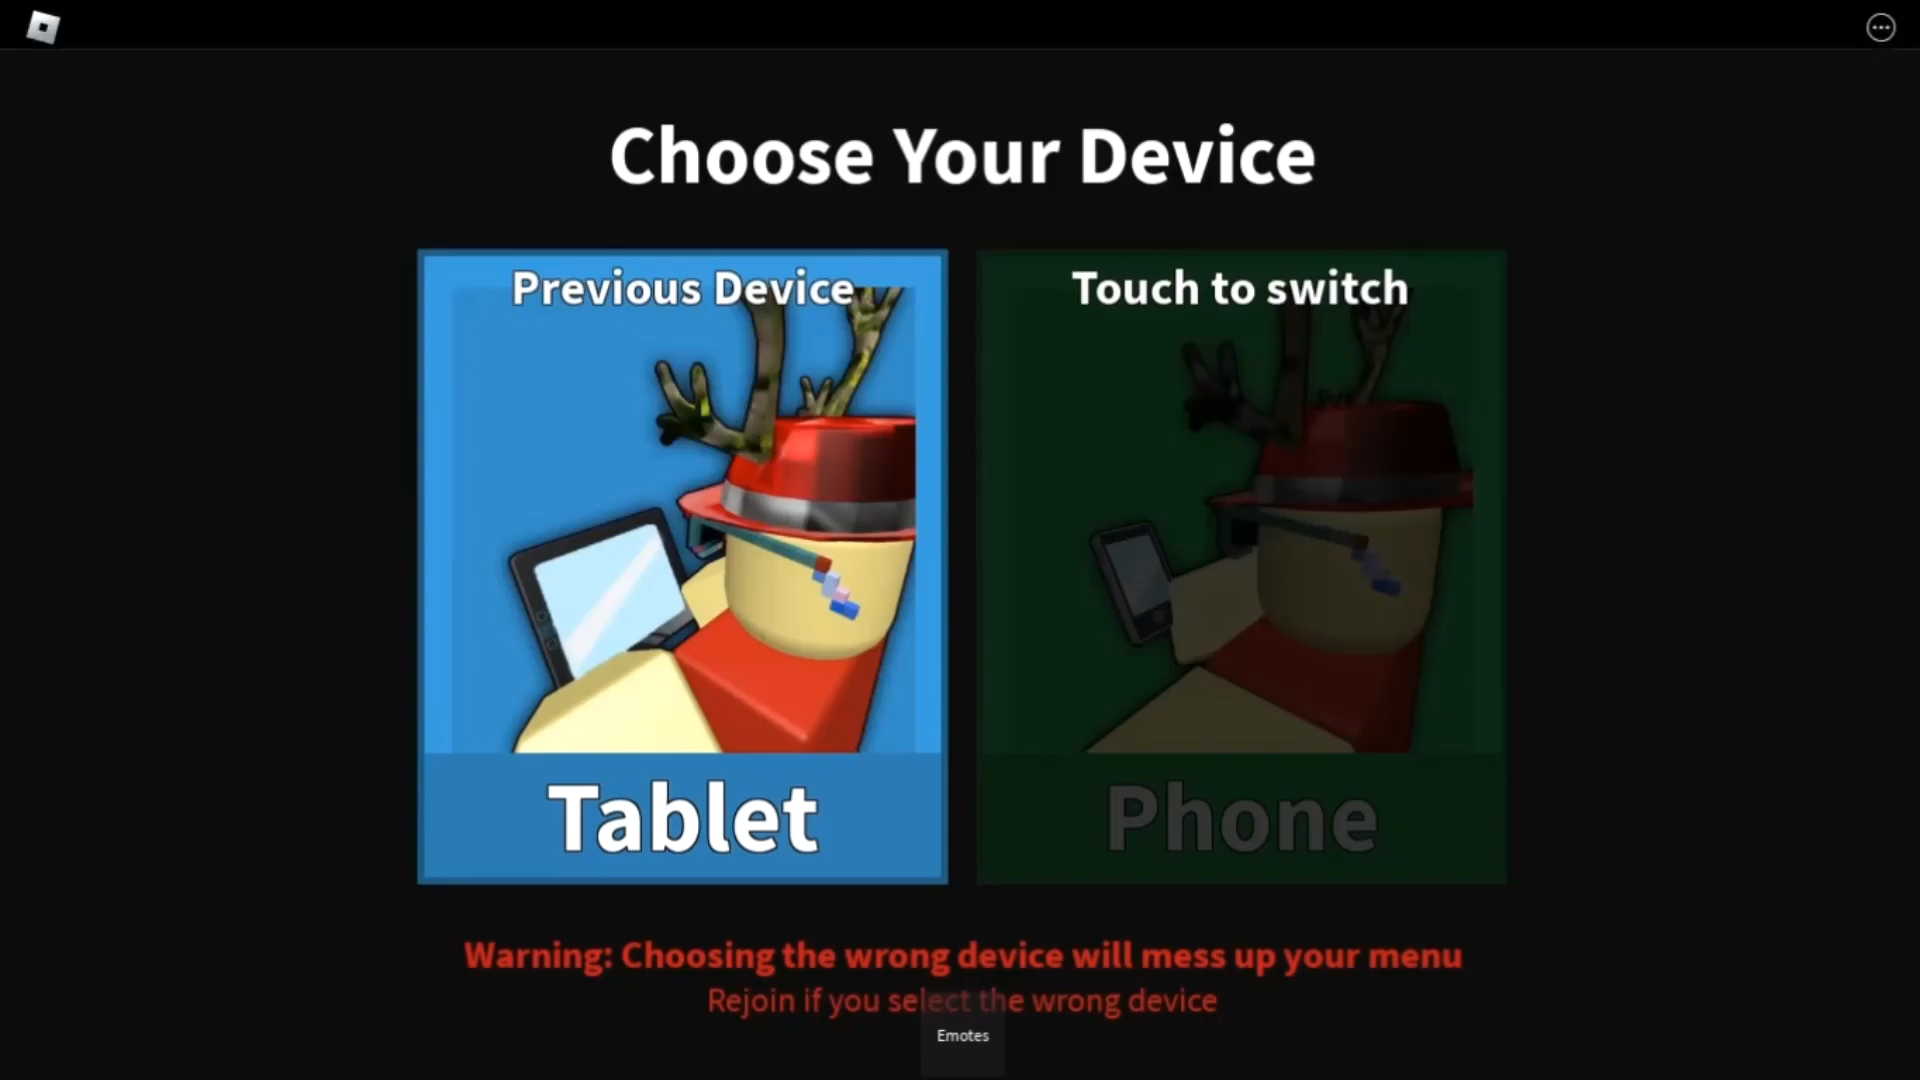 Choose Your Device
Previous Device
Touch to switch
Tablet
Phone
Warning: Choosing the wrong device will mess up your menu
Rejoin if you select the wrong device
Emotes